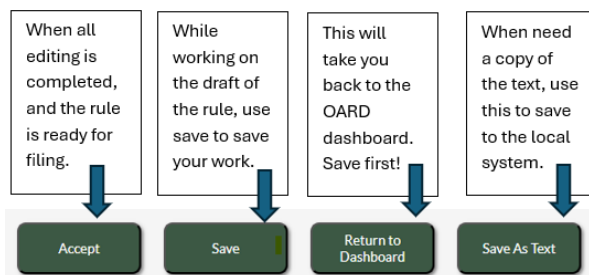 When all
editing is
completed,
and the rule
is ready for
filing.
While
working on
the draft of
the rule, use
save to save
your work.
This will
take you
back to the
OARD
dashboard.
Save first!
When need
a copy of
the text, use
this to save
to the local
system.
Accept
Save
Return to
Dashboard
Save As Text